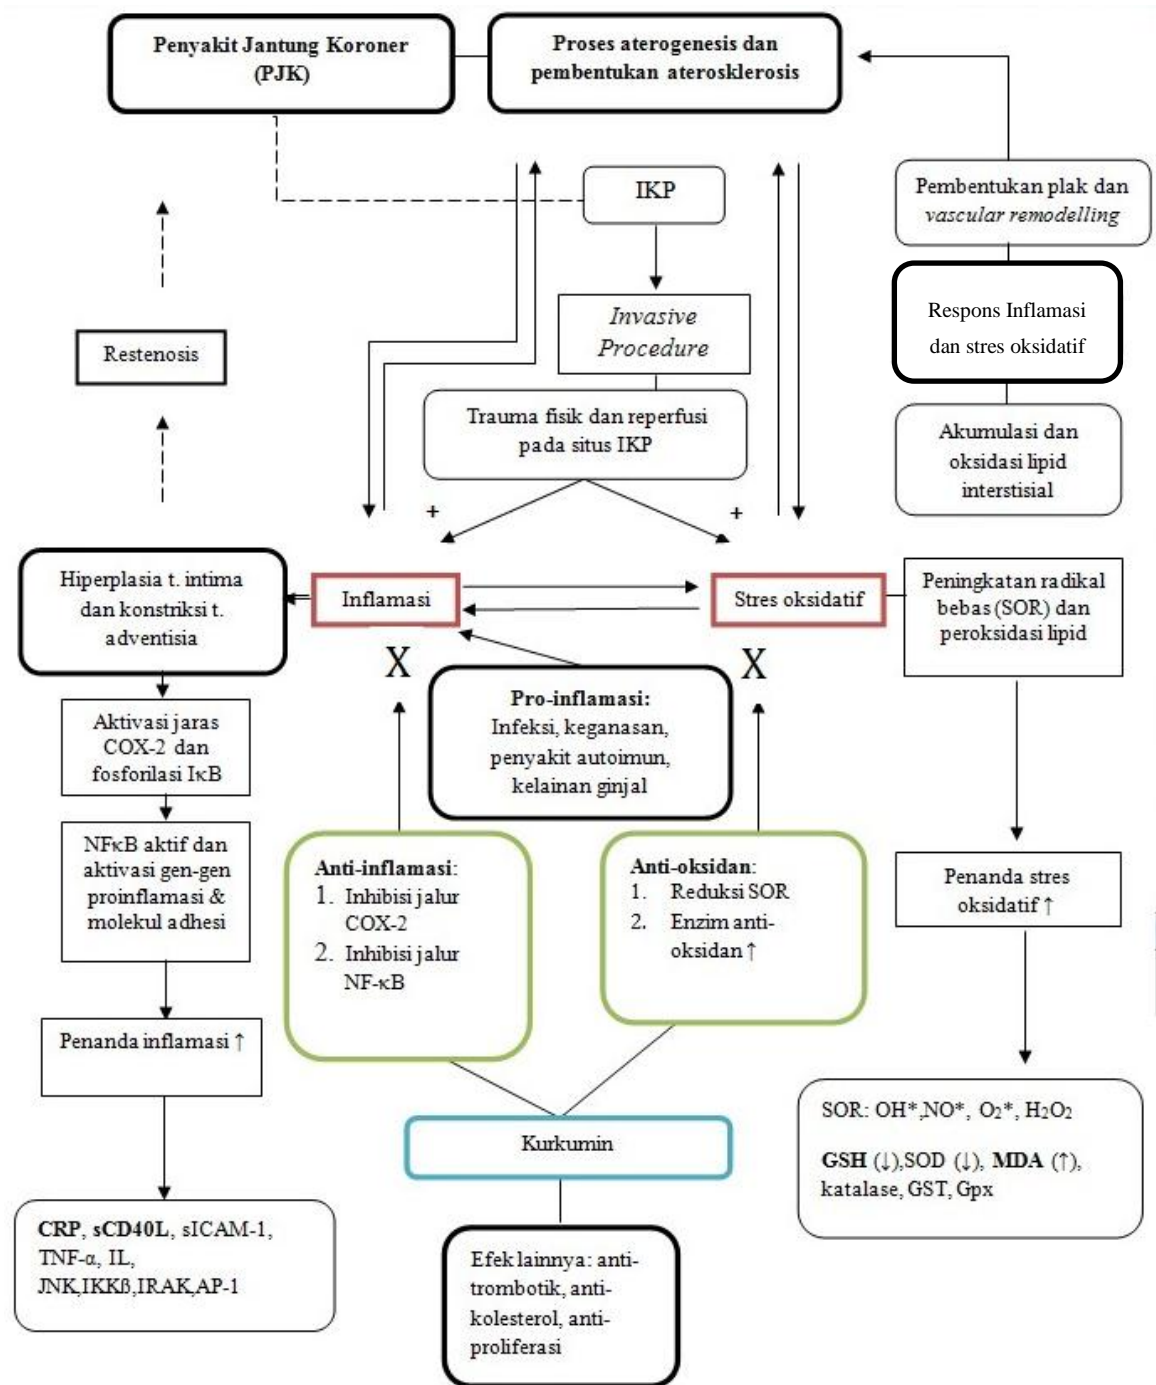 Penyakit Jantung Koroner
(PJK)
Proses aterogenesis dan
pembentukan aterosklerosis
IKP
Pembentukan plak dan
vascular remodelling
Invasive
Procedure
Respons Inflamasi
dan stres oksidatif
Restenosis
Trauma fisik dan reperfusi
pada situs IKP
Akumulasi dan
oksidasi lipid
interstisial
+
+
Hiperplasia t. intima
dan konstriksi t.
adventisia
Inflamasi
Stres oksidatif
Peningkatan radikal
bebas (SOR) dan
peroksidasi lipid
X
X
Pro-inflamasi:
Infeksi, keganasan,
penyakit autoimun,
kelainan ginjal
Aktivasi jaras
COX-2 dan
fosforilasi IκB
NFκB aktif dan
aktivasi gen-gen
proinflamasi &
molekul adhesi
Anti-inflamasi:
1. Inhibisi jalur
COX-2
2. Inhibisi jalur
NF-κB
Anti-oksidan:
1. Reduksi SOR
2. Enzim anti-
oksidan ↑
Penanda stres
oksidatif ↑
Penanda inflamasi ↑
Kurkumin
SOR: OH*,NO*, O₂*, H₂O₂
GSH (↓),SOD (↓), MDA (↑),
katalase, GST, Gpx
CRP, sCD40L, sICAM-1,
TNF-α, IL,
JNK,IKKβ,IRAK,AP-1
Efek lainnya: anti-
trombotik, anti-
kolesterol, anti-
proliferasi